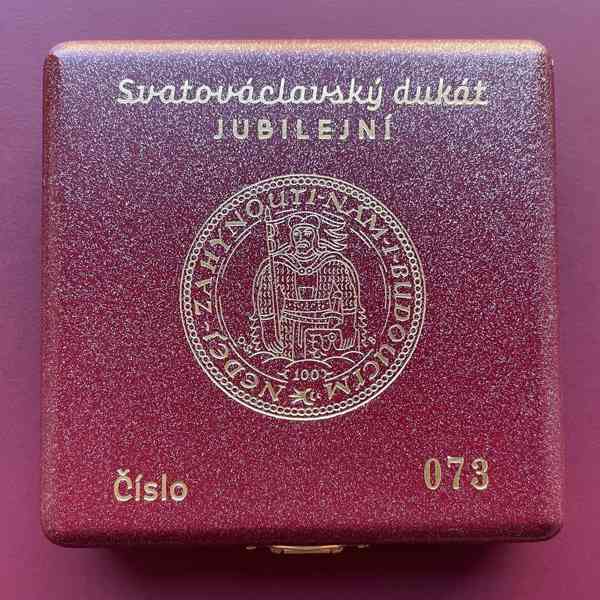 Svatováclavský dukát
JUBILEJNÍ
NEDEJ · ZAHYNOUTI · NÁM · I · BUDOUCÍM
100
Číslo
073